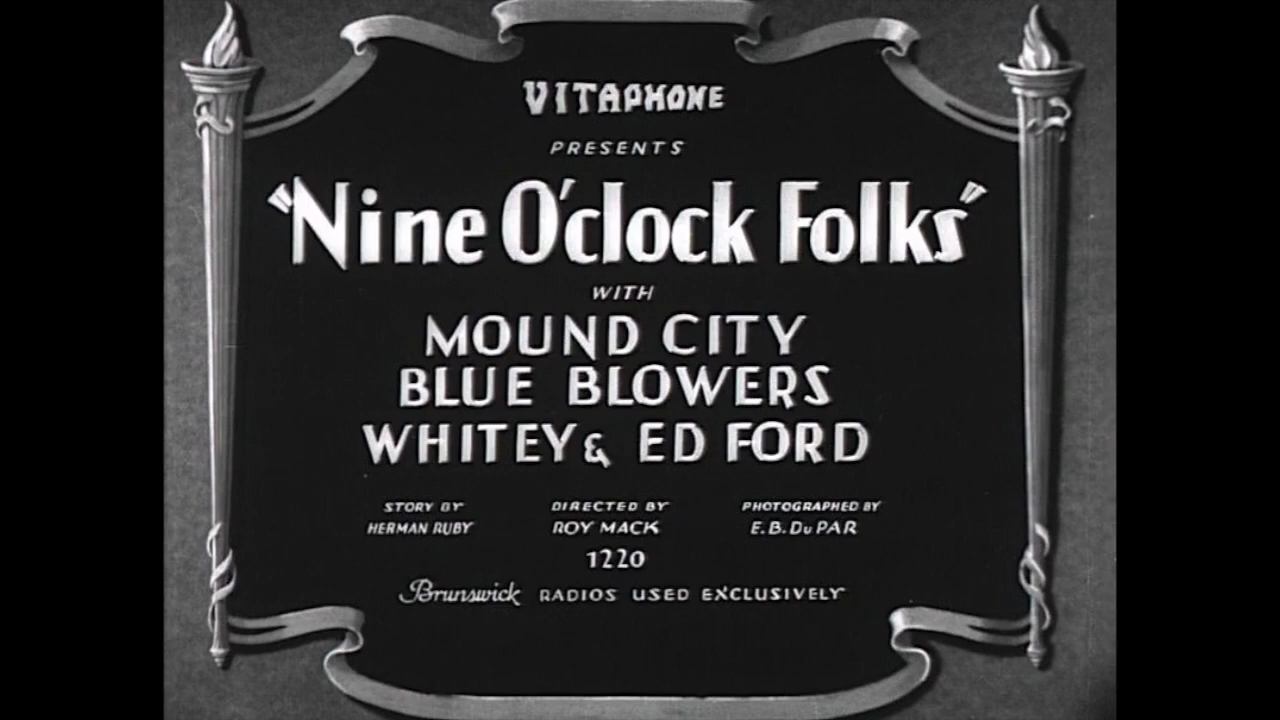 VITAPHONE
PRESENTS
"Nine O'clock Folks"
WITH
MOUND CITY
BLUE BLOWERS
WHITEY & ED FORD
STORY BY DIRECTED BY PHOTOGRAPHED BY
HERMAN RUBY ROY MACK E.B. Du PAR
1220
Brunswick RADIOS USED EXCLUSIVELY